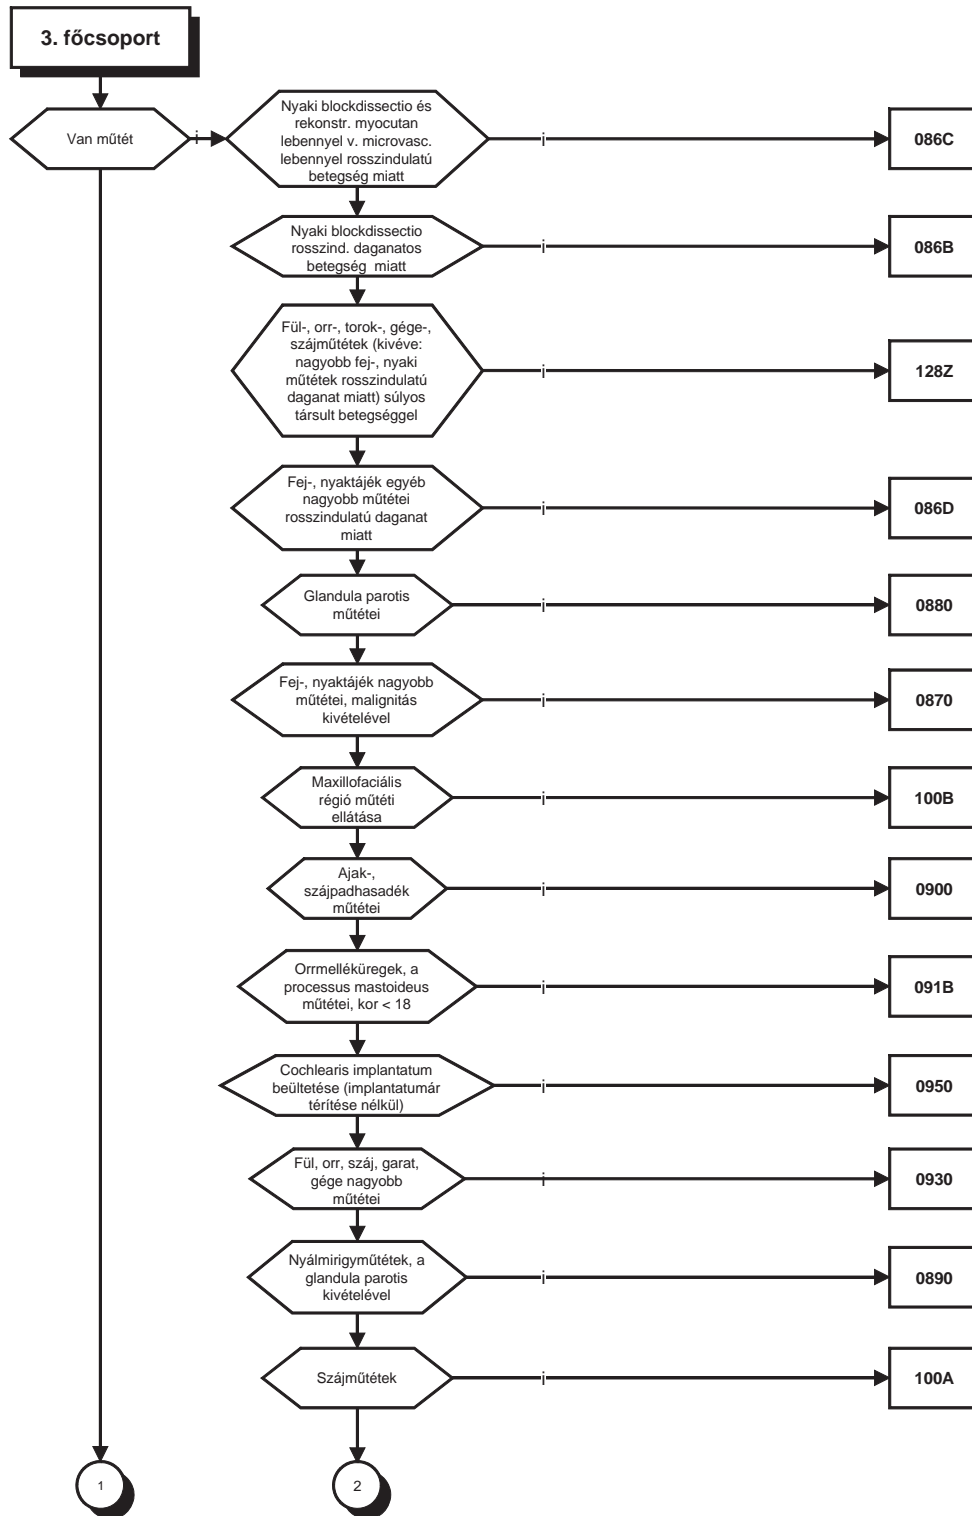 3. főcsoport
Van műtét
i
Nyaki blockdissectio és
rekonstr. myocutan
lebennyel v. microvasc.
lebennyel rosszindulatú
betegség miatt
i
086C
Nyaki blockdissectio
rosszind. daganatos
betegség miatt
i
086B
Fül-, orr-, torok-, gége-,
szájműtétek (kivéve:
nagyobb fej-, nyaki
műtétek rosszindulatú
daganat miatt) súlyos
társult betegséggel
i
128Z
Fej-, nyaktájék egyéb
nagyobb műtétei
rosszindulatú daganat
miatt
i
086D
Glandula parotis
műtétei
i
0880
Fej-, nyaktájék nagyobb
műtétei, malignitás
kivételével
i
0870
Maxillofaciális
régió műtéti
ellátása
i
100B
Ajak-,
szájpadhasadék
műtétei
i
0900
Orrmelléküregek, a
processus mastoideus
műtétei, kor < 18
i
091B
Cochlearis implantatum
beültetése (implantatumár
térítése nélkül)
i
0950
Fül, orr, száj, garat,
gége nagyobb
műtétei
i
0930
Nyálmirigyműtétek, a
glandula parotis
kivételével
i
0890
Szájműtétek
i
100A
1
2